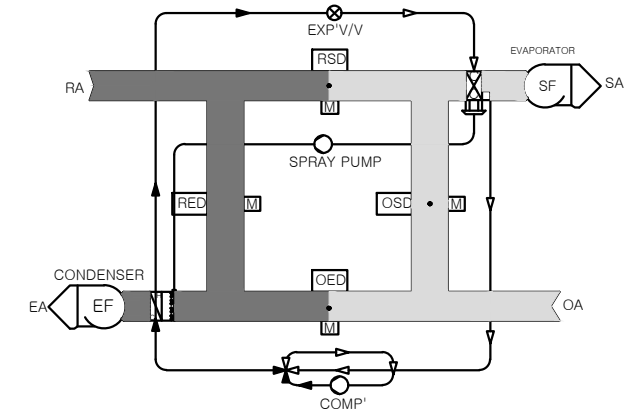 EXP'V/V
EVAPORATOR
RSD
RA
SF
SA
M
SPRAY PUMP
RED
M
OSD
M
CONDENSER
OED
EA
EF
OA
M
COMP'